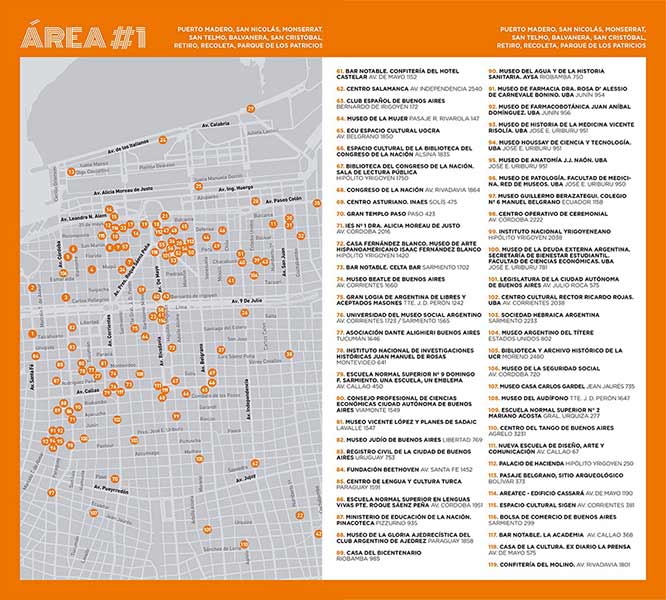 ÁREA #1
PUERTO MADERO, SAN NICOLÁS, MONSERRAT,
SAN TELMO, BALVANERA, SAN CRISTÓBAL,
RETIRO, RECOLETA, PARQUE DE LOS PATRICIOS
PUERTO MADERO, SAN NICOLÁS, MONSERRAT,
SAN TELMO, BALVANERA, SAN CRISTÓBAL,
RETIRO, RECOLETA, PARQUE DE LOS PATRICIOS
Av. Calabria
Av. de los Italianos
Juana Manuela Gorriti
Av. Alicia Moreau de Justo
Av. Ing. Huergo
Av. Leandro N. Alem
Av. Paseo Colón
25 de mayo
Balcarce
Defensa
San Martín
Florida
Maipú
Esmeralda
Suipacha
Carlos Pellegrini
Av. 9 De Julio
Libertad
Talcahuano
Uruguay
Av. Callao
Riobamba
Ayacucho
Junín
Pasteur
Av. Pueyrredón
Av. Jujuy
Av. Córdoba
Av. Corrientes
Av. Pres. Roque Sáenz Peña
Av. De Mayo
Av. Rivadavia
Av. Belgrano
Av. Independencia
Av. San Juan
Av. Santa Fé
61. BAR NOTABLE. CONFITERÍA DEL HOTEL
CASTELAR AV. DE MAYO 1152
62. CENTRO SALAMANCA AV. INDEPENDENCIA 2540
63. CLUB ESPAÑOL DE BUENOS AIRES
BERNARDO DE IRIGOYEN 172
64. MUSEO DE LA MUJER PASAJE R. RIVAROLA 147
65. ECU ESPACIO CULTURAL UOCRA
AV. BELGRANO 1850
66. ESPACIO CULTURAL DE LA BIBLIOTECA DEL
CONGRESO DE LA NACIÓN ALSINA 1835
67. BIBLIOTECA DEL CONGRESO DE LA NACIÓN.
SALA DE LECTURA PÚBLICA
HIPÓLITO YRIGOYEN 1750
68. CONGRESO DE LA NACIÓN AV. RIVADAVIA 1864
69. CENTRO ASTURIANO. INAES SOLÍS 475
70. GRAN TEMPLO PASO PASO 423
71. IES Nº1 DRA. ALICIA MOREAU DE JUSTO
AV. CÓRDOBA 2016
72. CASA FERNÁNDEZ BLANCO. MUSEO DE ARTE
HISPANOAMERICANO ISAAC FERNÁNDEZ BLANCO
HIPÓLITO YRIGOYEN 1420
73. BAR NOTABLE. CELTA BAR SARMIENTO 1702
74. MUSEO BEATLE DE BUENOS AIRES
AV. CORRIENTES 1660
75. GRAN LOGIA DE ARGENTINA DE LIBRES Y
ACEPTADOS MASONES TTE. J. D. PERÓN 1242
76. UNIVERSIDAD DEL MUSEO SOCIAL ARGENTINO
AV. CORRIENTES 1723 / SARMIENTO 1565
77. ASOCIACIÓN DANTE ALIGHIERI BUENOS AIRES
TUCUMÁN 1646
78. INSTITUTO NACIONAL DE INVESTIGACIONES
HISTÓRICAS JUAN MANUEL DE ROSAS
MONTEVIDEO 641
79. ESCUELA NORMAL SUPERIOR Nº 9 DOMINGO
F. SARMIENTO. UNA ESCUELA, UN EMBLEMA
AV. CALLAO 450
80. CONSEJO PROFESIONAL DE CIENCIAS
ECONÓMICAS CIUDAD AUTÓNOMA DE BUENOS
AIRES VIAMONTE 1549
81. MUSEO VICENTE LÓPEZ Y PLANES DE SADAIC
LAVALLE 1547
82. MUSEO JUDÍO DE BUENOS AIRES LIBERTAD 769
83. REGISTRO CIVIL DE LA CIUDAD DE BUENOS
AIRES URUGUAY 753
84. FUNDACIÓN BEETHOVEN AV. SANTA FE 1452
85. CENTRO DE LENGUA Y CULTURA TURCA
PARAGUAY 1591
86. ESCUELA NORMAL SUPERIOR EN LENGUAS
VIVAS PTE. ROQUE SAÉNZ PEÑA AV. CÓRDOBA 1951
87. MINISTERIO DE EDUCACIÓN DE LA NACIÓN.
PINACOTECA PIZZURNO 935
88. MUSEO DE LA GLORIA AJEDRECÍSTICA DEL
CLUB ARGENTINO DE AJEDREZ PARAGUAY 1858
89. CASA DEL BICENTENARIO
RIOBAMBA 985
90. MUSEO DEL AGUA Y DE LA HISTORIA
SANITARIA. AYSA RIOBAMBA 750
91. MUSEO DE FARMACIA DRA. ROSA D' ALESSIO
DE CARNEVALE BONINO. UBA JUNÍN 954
92. MUSEO DE FARMACOBOTÁNICA JUAN ANÍBAL
DOMÍNGUEZ. UBA JUNÍN 956
93. MUSEO DE HISTORIA DE LA MEDICINA VICENTE
RISOLÍA. UBA JOSÉ E. URIBURU 951
94. MUSEO HOUSSAY DE CIENCIA Y TECNOLOGÍA.
UBA JOSÉ E. URIBURU 951
95. MUSEO DE ANATOMÍA J.J. NAÓN. UBA
JOSÉ E. URIBURU 951
96. MUSEO DE PATOLOGÍA. FACULTAD DE MEDICI-
NA. RED DE MUSEOS. UBA JOSÉ E. URIBURU 950
97. MUSEO GUILLERMO BERAZATEGUI. COLEGIO
Nº 6 MANUEL BELGRANO ECUADOR 1158
98. CENTRO OPERATIVO DE CEREMONIAL
AV. CÓRDOBA 2222
99. INSTITUTO NACIONAL YRIGOYENEANO
HIPÓLITO YRIGOYEN 2038
100. MUSEO DE LA DEUDA EXTERNA ARGENTINA.
SECRETARÍA DE BIENESTAR ESTUDIANTIL.
FACULTAD DE CIENCIAS ECONÓMICAS. UBA
JOSÉ E. URIBURU 781
101. LEGISLATURA DE LA CIUDAD AUTÓNOMA
DE BUENOS AIRES AV. JULIO ROCA 575
102. CENTRO CULTURAL RECTOR RICARDO ROJAS.
UBA AV. CORRIENTES 2038
103. SOCIEDAD HEBRAICA ARGENTINA
SARMIENTO 2233
104. MUSEO ARGENTINO DEL TÍTERE
ESTADOS UNIDOS 802
105. BIBLIOTECA Y ARCHIVO HISTÓRICO DE LA
UCR MORENO 2480
106. MUSEO DE LA SEGURIDAD SOCIAL
AV. CÓRDOBA 720
107. MUSEO CASA CARLOS GARDEL JEAN JAURÉS 735
108. MUSEO DEL AUDÍFONO TTE. J. D. PERÓN 1647
109. ESCUELA NORMAL SUPERIOR Nº 2
MARIANO ACOSTA GRAL. URQUIZA 277
110. CENTRO DEL TANGO DE BUENOS AIRES
AGRELO 3231
111. NUEVA ESCUELA DE DISEÑO, ARTE Y
COMUNICACIÓN AV. CALLAO 67
112. PALACIO DE HACIENDA HIPÓLITO YRIGOYEN 250
113. PASAJE BELGRANO, SITIO ARQUEOLÓGICO
BOLÍVAR 373
114. AREATEC - EDIFICIO CASSARÁ AV. DE MAYO 1190
115. ESPACIO CULTURAL SIGEN AV. CORRIENTES 381
116. BOLSA DE COMERCIO DE BUENOS AIRES
SARMIENTO 299
117. BAR NOTABLE. LA ACADEMIA AV. CALLAO 368
118. CASA DE LA CULTURA. EX DIARIO LA PRENSA
AV. DE MAYO 575
119. CONFITERÍA DEL MOLINO. AV. RIVADAVIA 1801